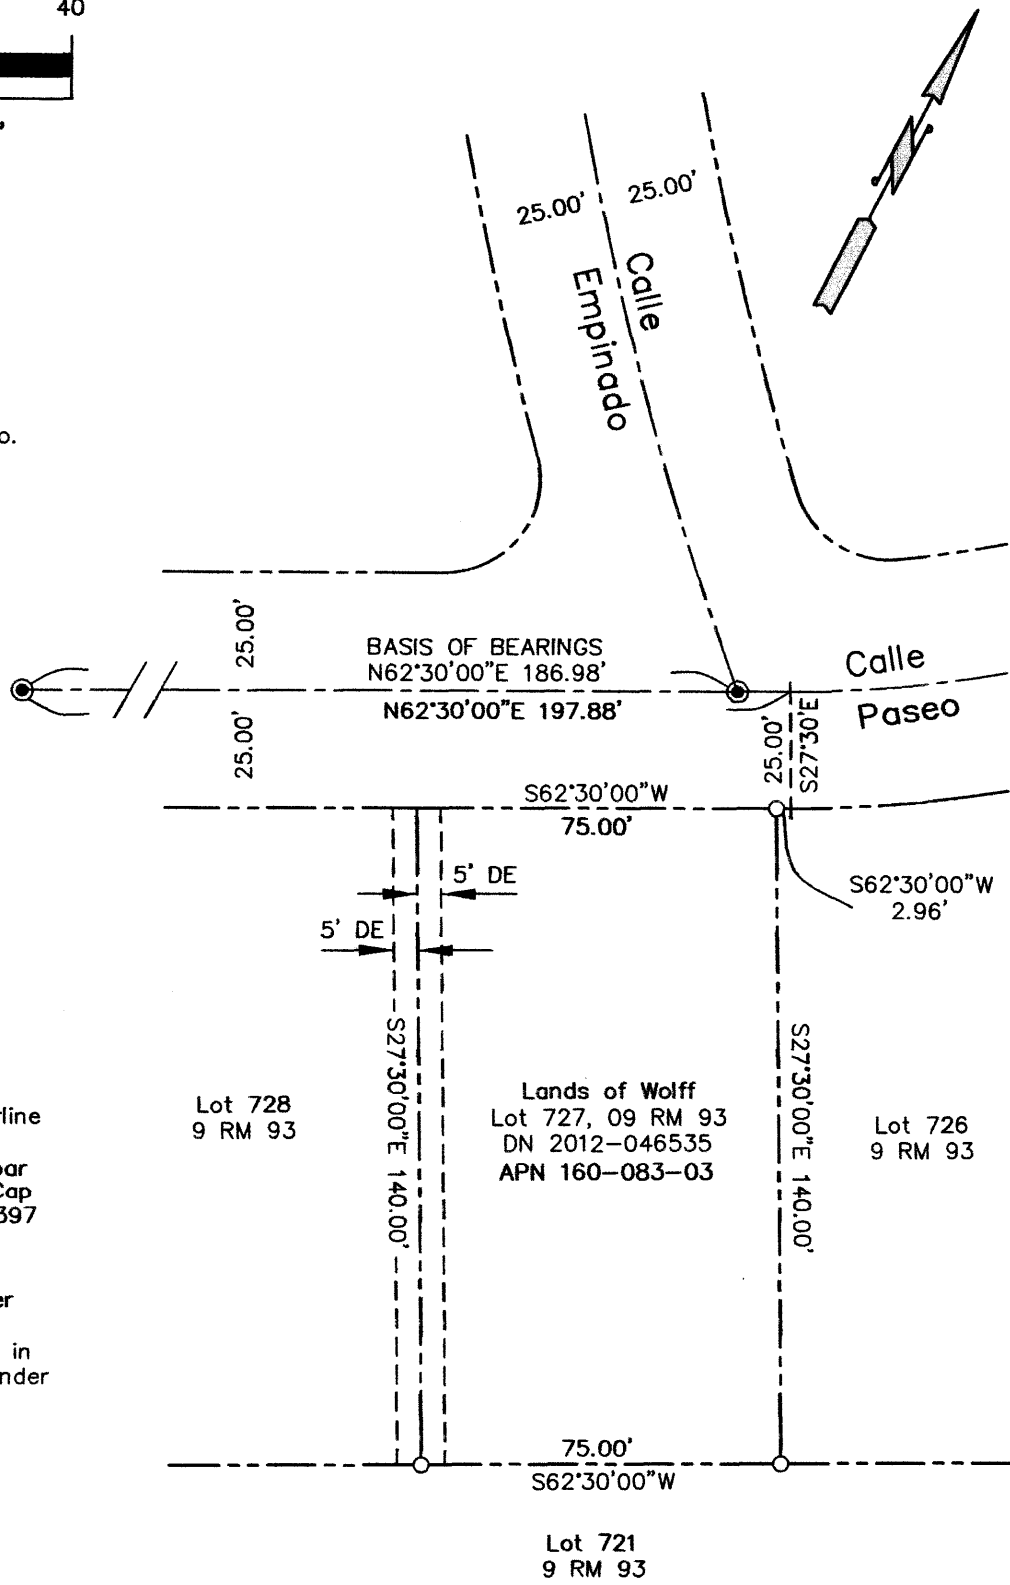 40
25.00'
25.00'
Calle
Empinado
o.
25.00'
BASIS OF BEARINGS
N62°30'00"E 186.98'
N62°30'00"E 197.88'
Calle
Paseo
25.00'
25.00'
S27°30'E
S62°30'00"W
75.00'
5' DE
5' DE
S62°30'00"W
2.96'
S27°30'00"E 140.00'
S27°30'00"E 140.00'
Lot 728
9 RM 93
Lands of Wolff
Lot 727, 09 RM 93
DN 2012-046535
APN 160-083-03
Lot 726
9 RM 93
rline
bar
Cap
397
er
in
nder
75.00'
S62°30'00"W
Lot 721
9 RM 93